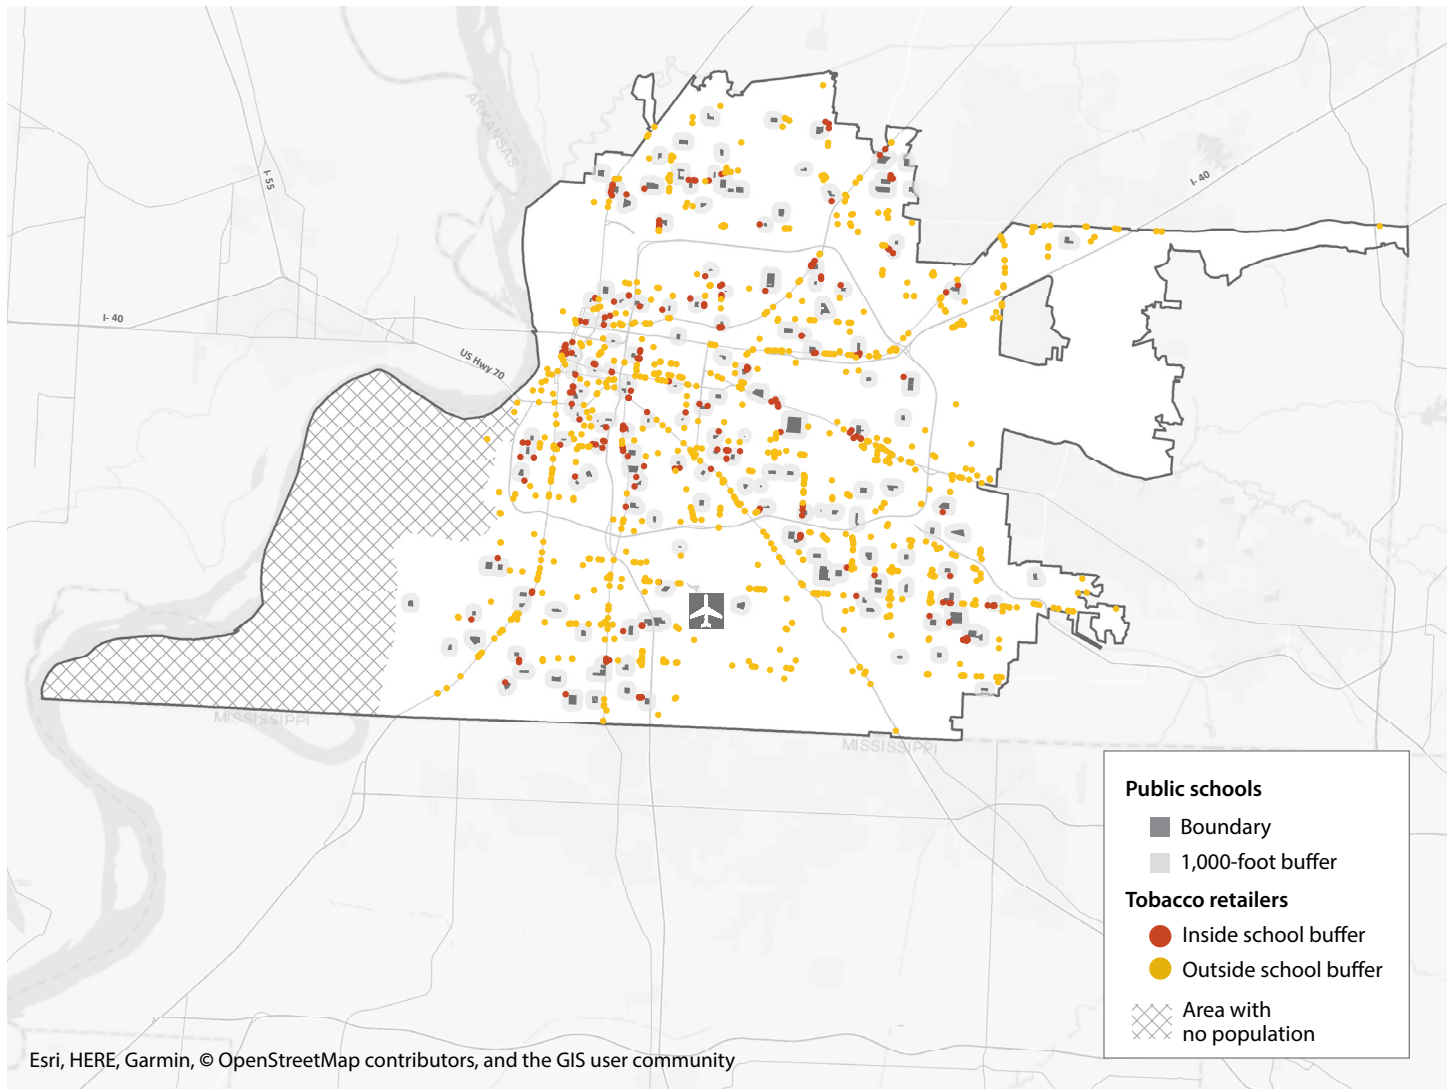 ARKANSAS
I- 55
I- 40
I- 40
US Hwy 70
MISSISSIPPI
MISSISSIPPI
Public schools
Boundary
1,000-foot buffer
Tobacco retailers
Inside school buffer
Outside school buffer
Area with
no population
Esri, HERE, Garmin, © OpenStreetMap contributors, and the GIS user community